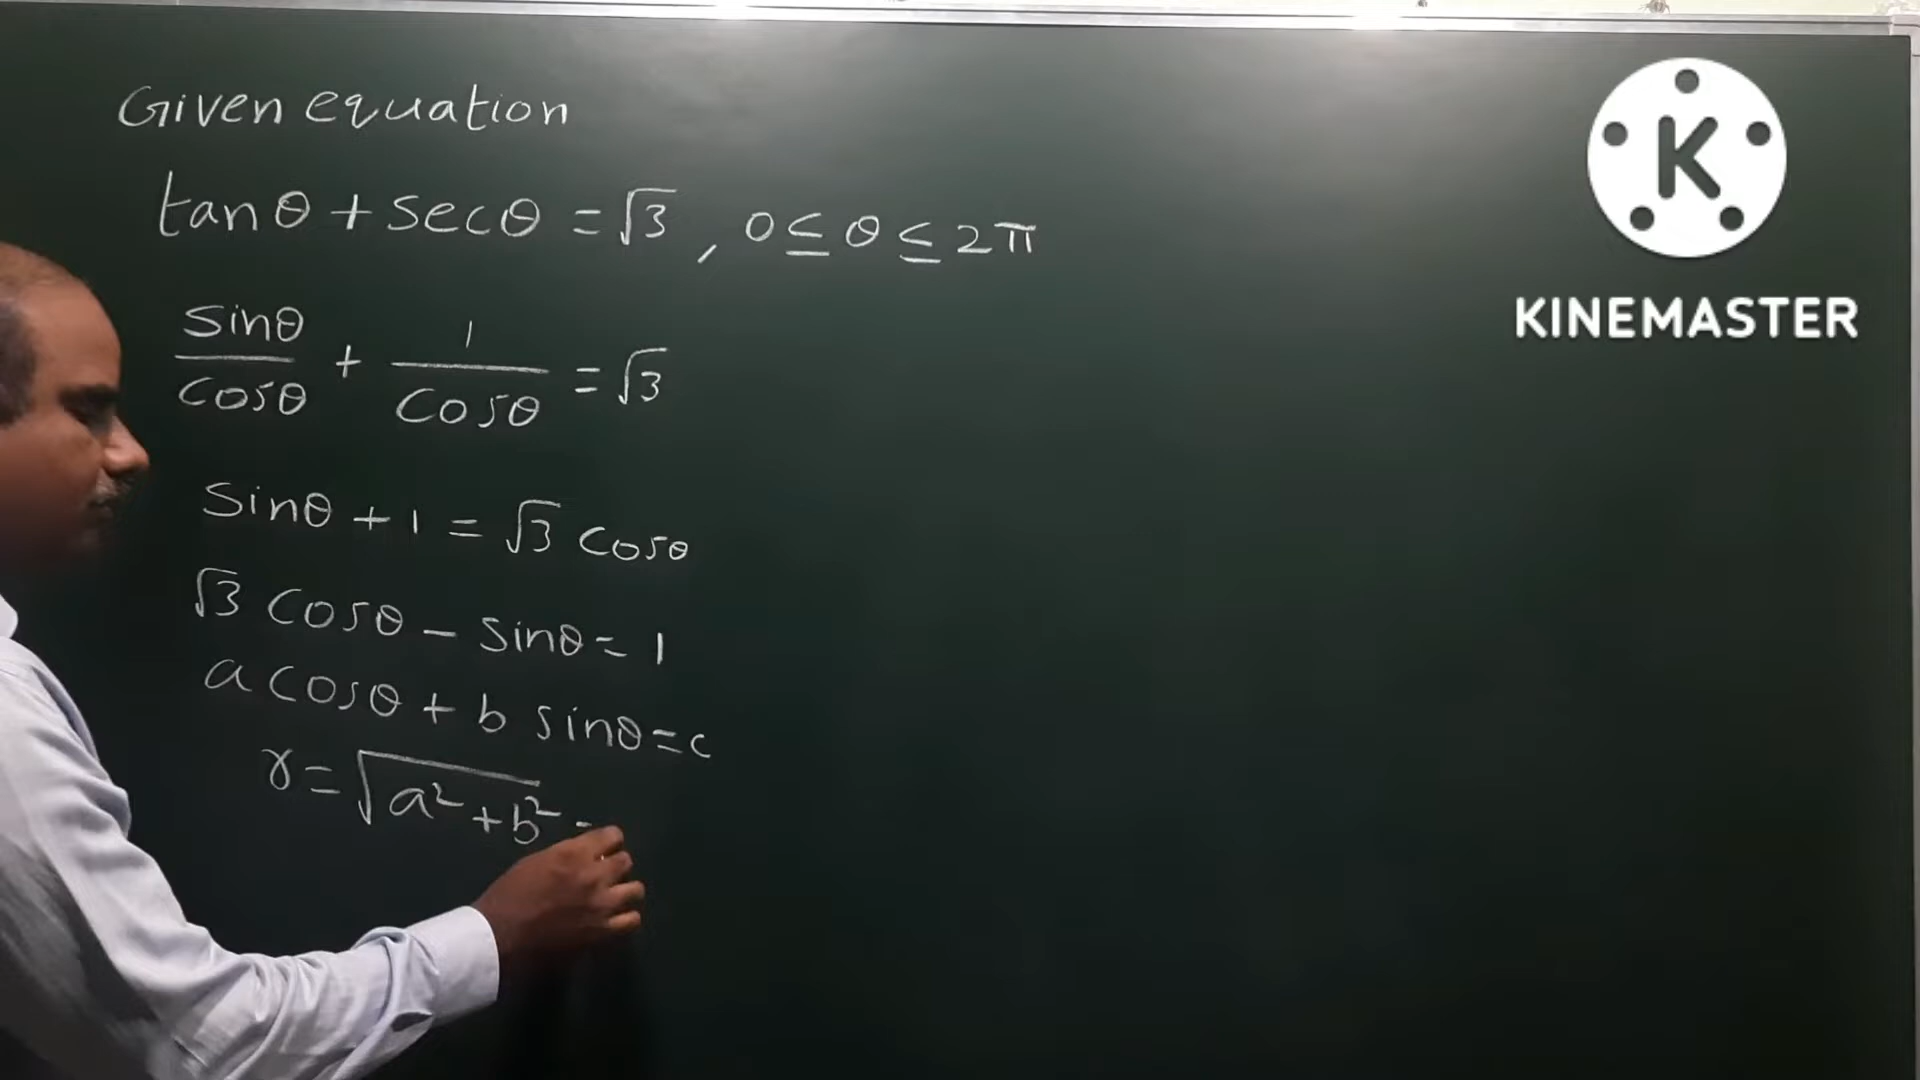 Given equation
tanθ + secθ = √3 , 0 ≤ θ ≤ 2π
sinθ/cosθ + 1/cosθ = √3
sinθ + 1 = √3 cosθ
√3 cosθ - sinθ = 1
a cosθ + b sinθ = c
r = √a² + b² =
K
KINEMASTER